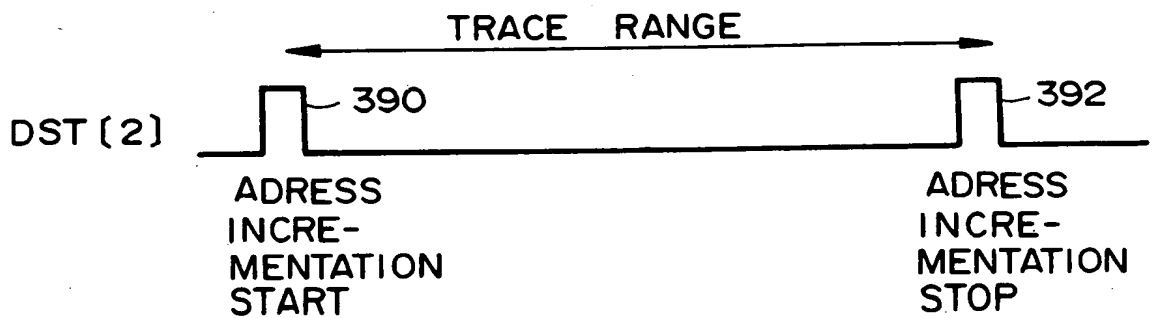 TRACE RANGE
390
392
DST(2)
ADRESS
INCRE-
MENTATION
START
ADRESS
INCRE-
MENTATION
STOP